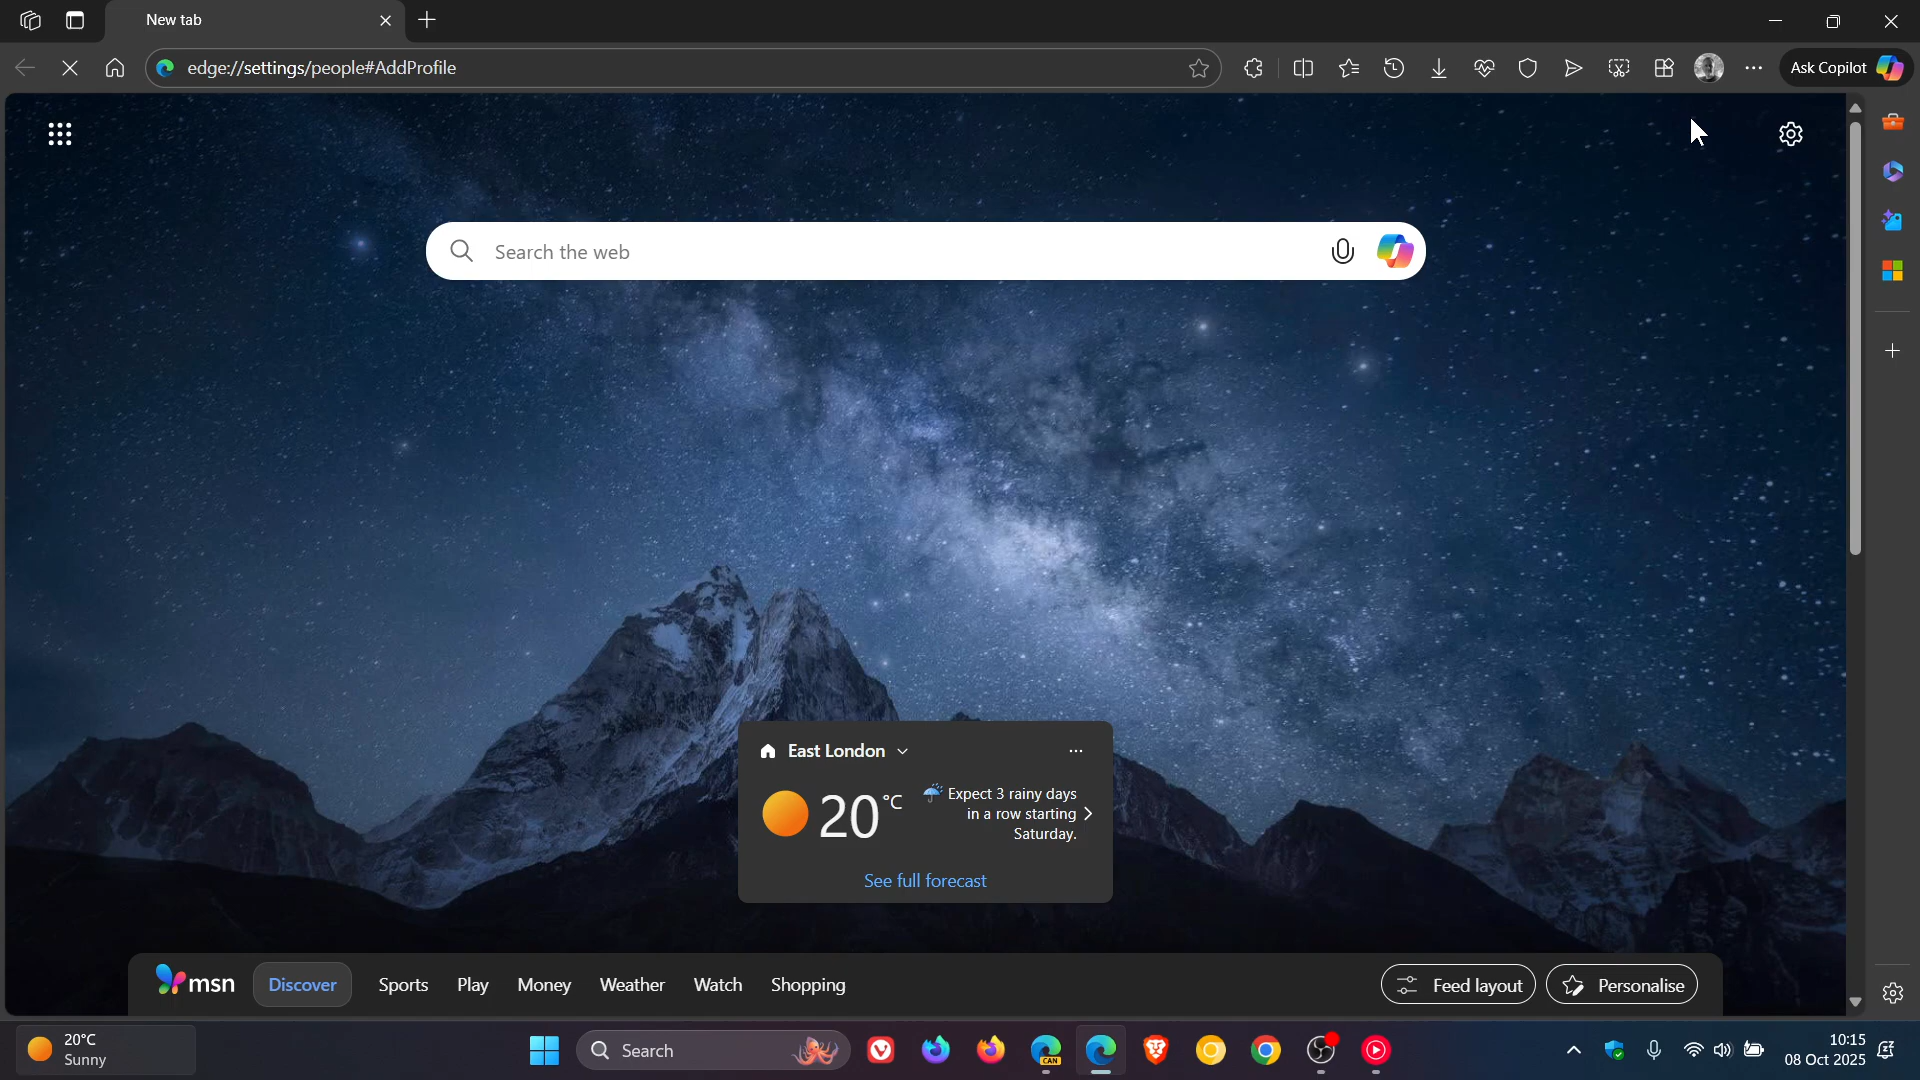 New tab
edge://settings/people#AddProfile
Ask Copilot
Search the web
East London
20
°C
Expect 3 rainy days
in a row starting
Saturday.
See full forecast
msn
Discover
Sports
Play
Money
Weather
Watch
Shopping
Feed layout
Personalise
20°C
Sunny
Search
CAN
10:15
08 Oct 2025